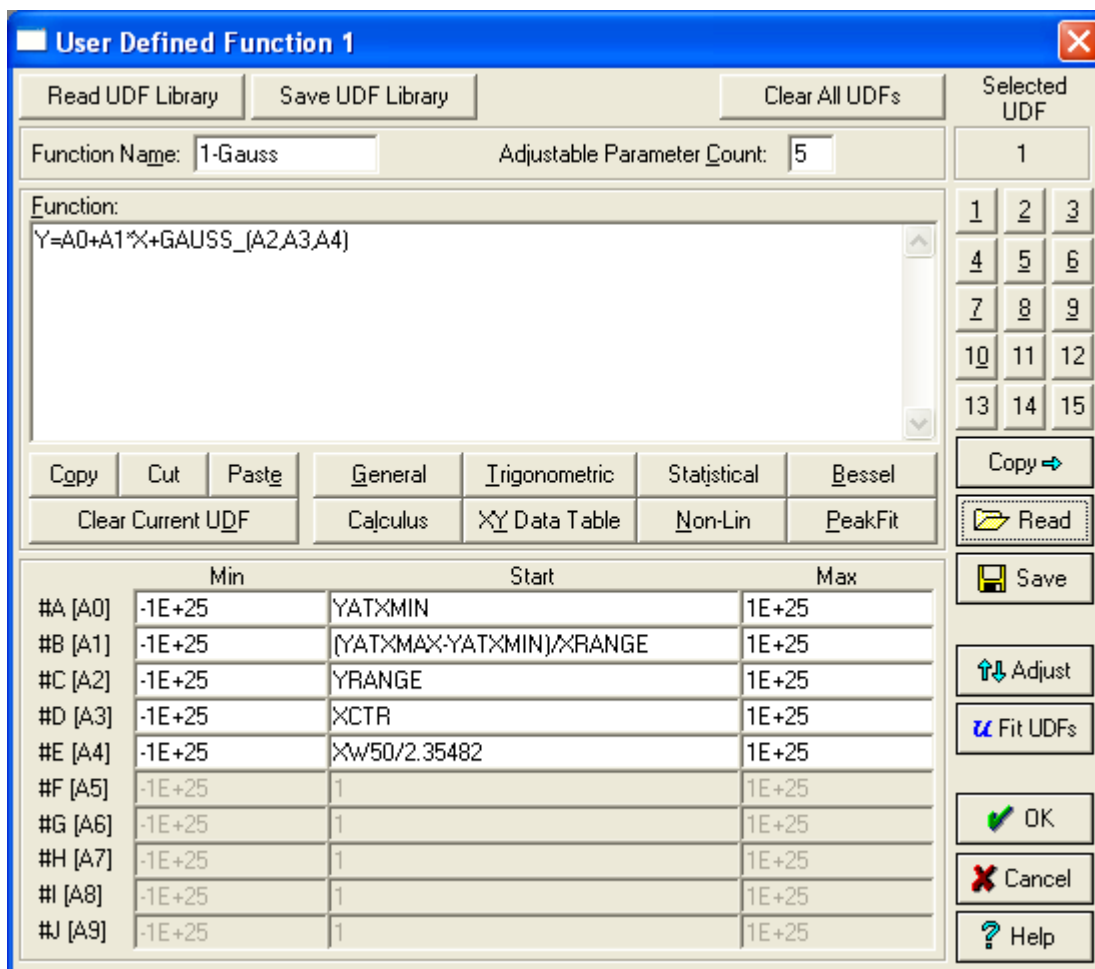 User Defined Function 1
Read UDF Library Save UDF Library Clear All UDFs Selected
UDF
Function Name: 1-Gauss Adjustable Parameter Count: 5 1
Function:
Y=A0+A1*X+GAUSS_(A2,A3,A4)
1 2 3
4 5 6
7 8 9
10 11 12
13 14 15
Copy Cut Paste General Trigonometric Statistical Bessel
Clear Current UDF Calculus XY Data Table Non-Lin PeakFit
Copy
Read
Save
Adjust
u Fit UDFs
OK
Cancel
Help
Min Start Max
#A [A0] -1E+25 YATXMIN 1E+25
#B [A1] -1E+25 (YATXMAX-YATXMIN)/XRANGE 1E+25
#C [A2] -1E+25 YRANGE 1E+25
#D [A3] -1E+25 XCTR 1E+25
#E [A4] -1E+25 XW50/2.35482 1E+25
#F [A5] -1E+25 1 1E+25
#G [A6] -1E+25 1 1E+25
#H [A7] -1E+25 1 1E+25
#I [A8] -1E+25 1 1E+25
#J [A9] -1E+25 1 1E+25